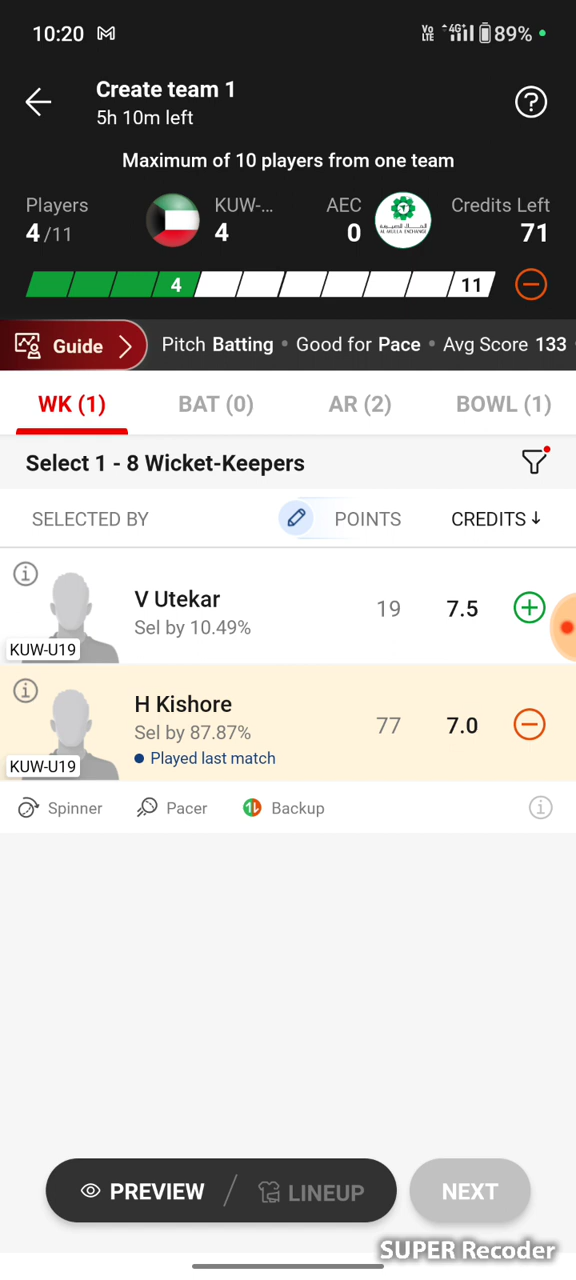 10:20
Vo LTE 4G+ 89%
Create team 1
5h 10m left
Maximum of 10 players from one team
Players KUW-... AEC Credits Left
4/11 4 0 71
4 11
Guide Pitch Batting • Good for Pace • Avg Score 133
WK (1) BAT (0) AR (2) BOWL (1)
Select 1 - 8 Wicket-Keepers
SELECTED BY POINTS CREDITS↓
V Utekar
Sel by 10.49%
19 7.5
KUW-U19
H Kishore
Sel by 87.87%
77 7.0
Played last match
KUW-U19
Spinner Pacer Backup
PREVIEW / LINEUP NEXT
SUPER Recoder